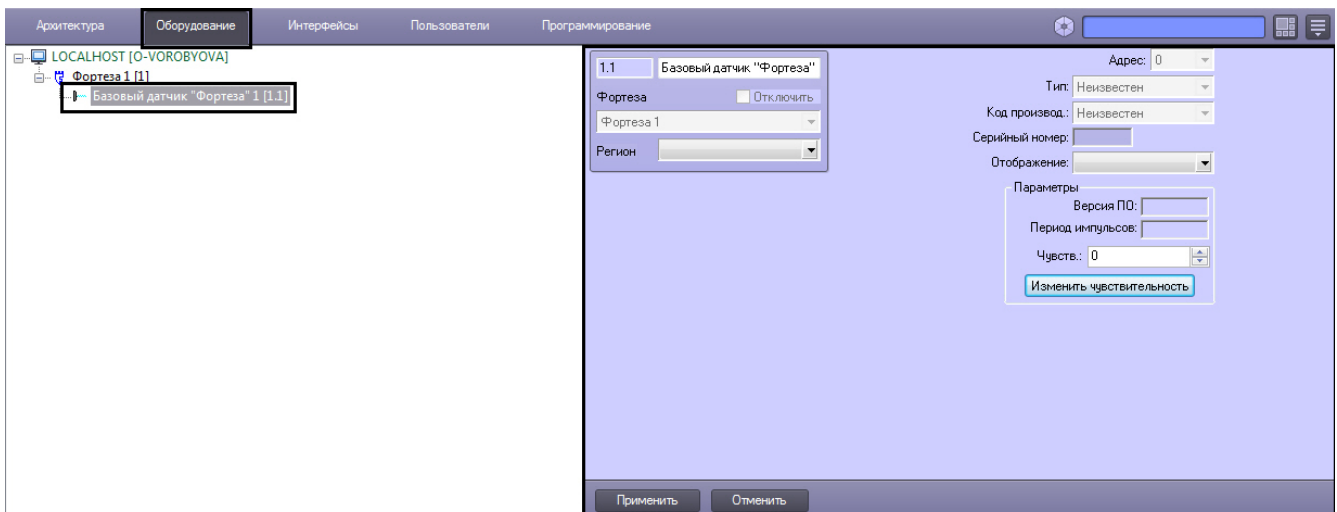 Архитектура Оборудование Интерфейсы Пользователи Программирование
LOCALHOST [O-VOROBYOVA]
Фортеза 1 [1]
Базовый датчик "Фортеза" 1 [1.1]
1.1 Базовый датчик "Фортеза"
Фортеза Отключить
Фортеза 1
Регион
Адрес: 0
Тип: Неизвестен
Код производ.: Неизвестен
Серийный номер:
Отображение:
Параметры
Версия ПО:
Период импульсов:
Чувств.: 0
Изменить чувствительность
Применить Отменить